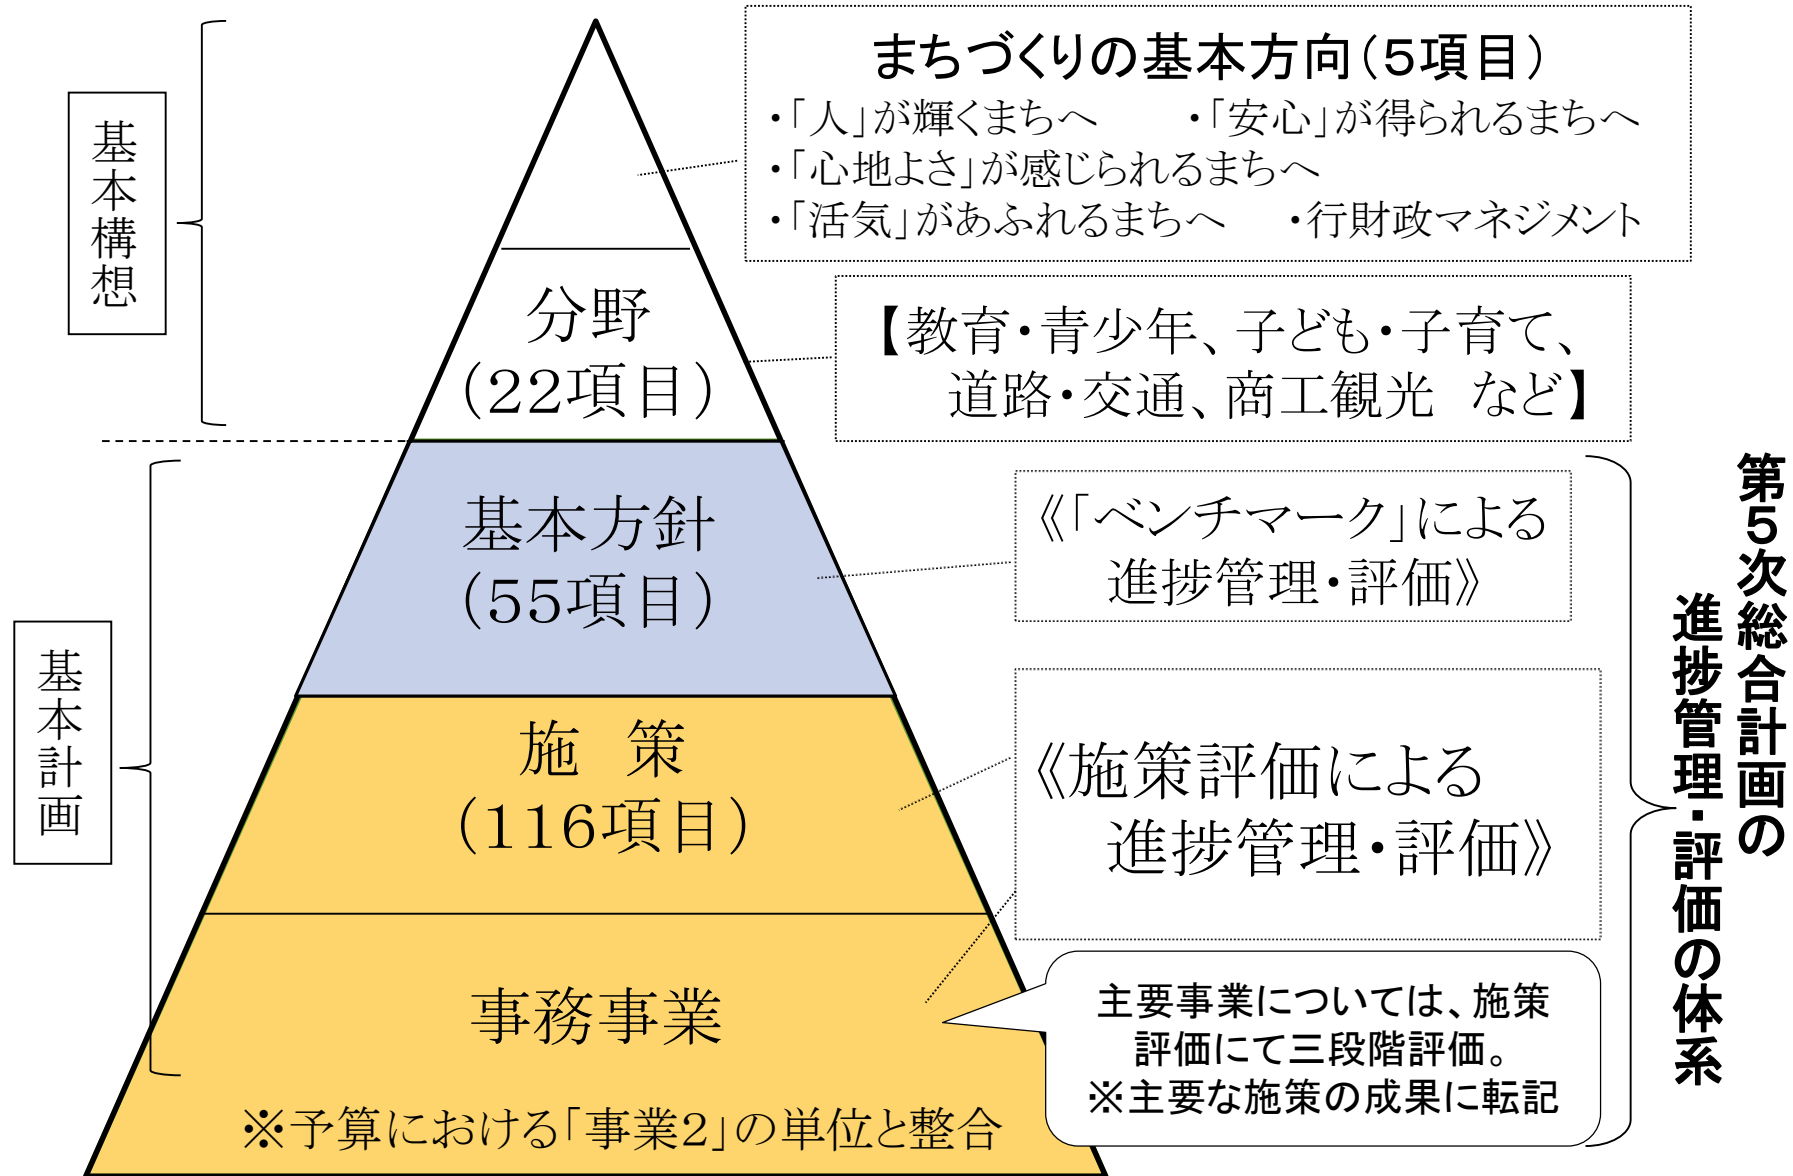 まちづくりの基本方向（５項目）
・「人」が輝くまちへ　・「安心」が得られるまちへ
・「心地よさ」が感じられるまちへ
・「活気」があふれるまちへ　・行財政マネジメント
基本構想
分野
（22項目）
【教育・青少年、子ども・子育て、
道路・交通、商工観光　など】
基本計画
基本方針
（55項目）
《「ベンチマーク」による
進捗管理・評価》
施　策
（116項目）
《施策評価による
進捗管理・評価》
事務事業
※予算における「事業２」の単位と整合
主要事業については、施策
評価にて三段階評価。
※主要な施策の成果に転記
第５次総合計画の
進捗管理・評価の体系